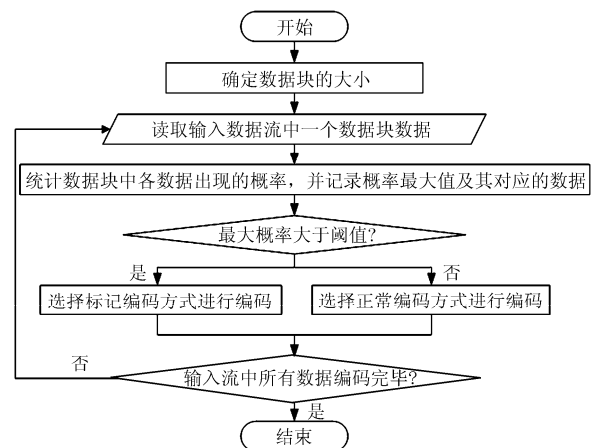 开始
确定数据块的大小
读取输入数据流中一个数据块数据
统计数据块中各数据出现的概率，并记录概率最大值及其对应的数据
最大概率大于阈值?
是
否
选择标记编码方式进行编码
选择正常编码方式进行编码
否
输入流中所有数据编码完毕?
是
结束